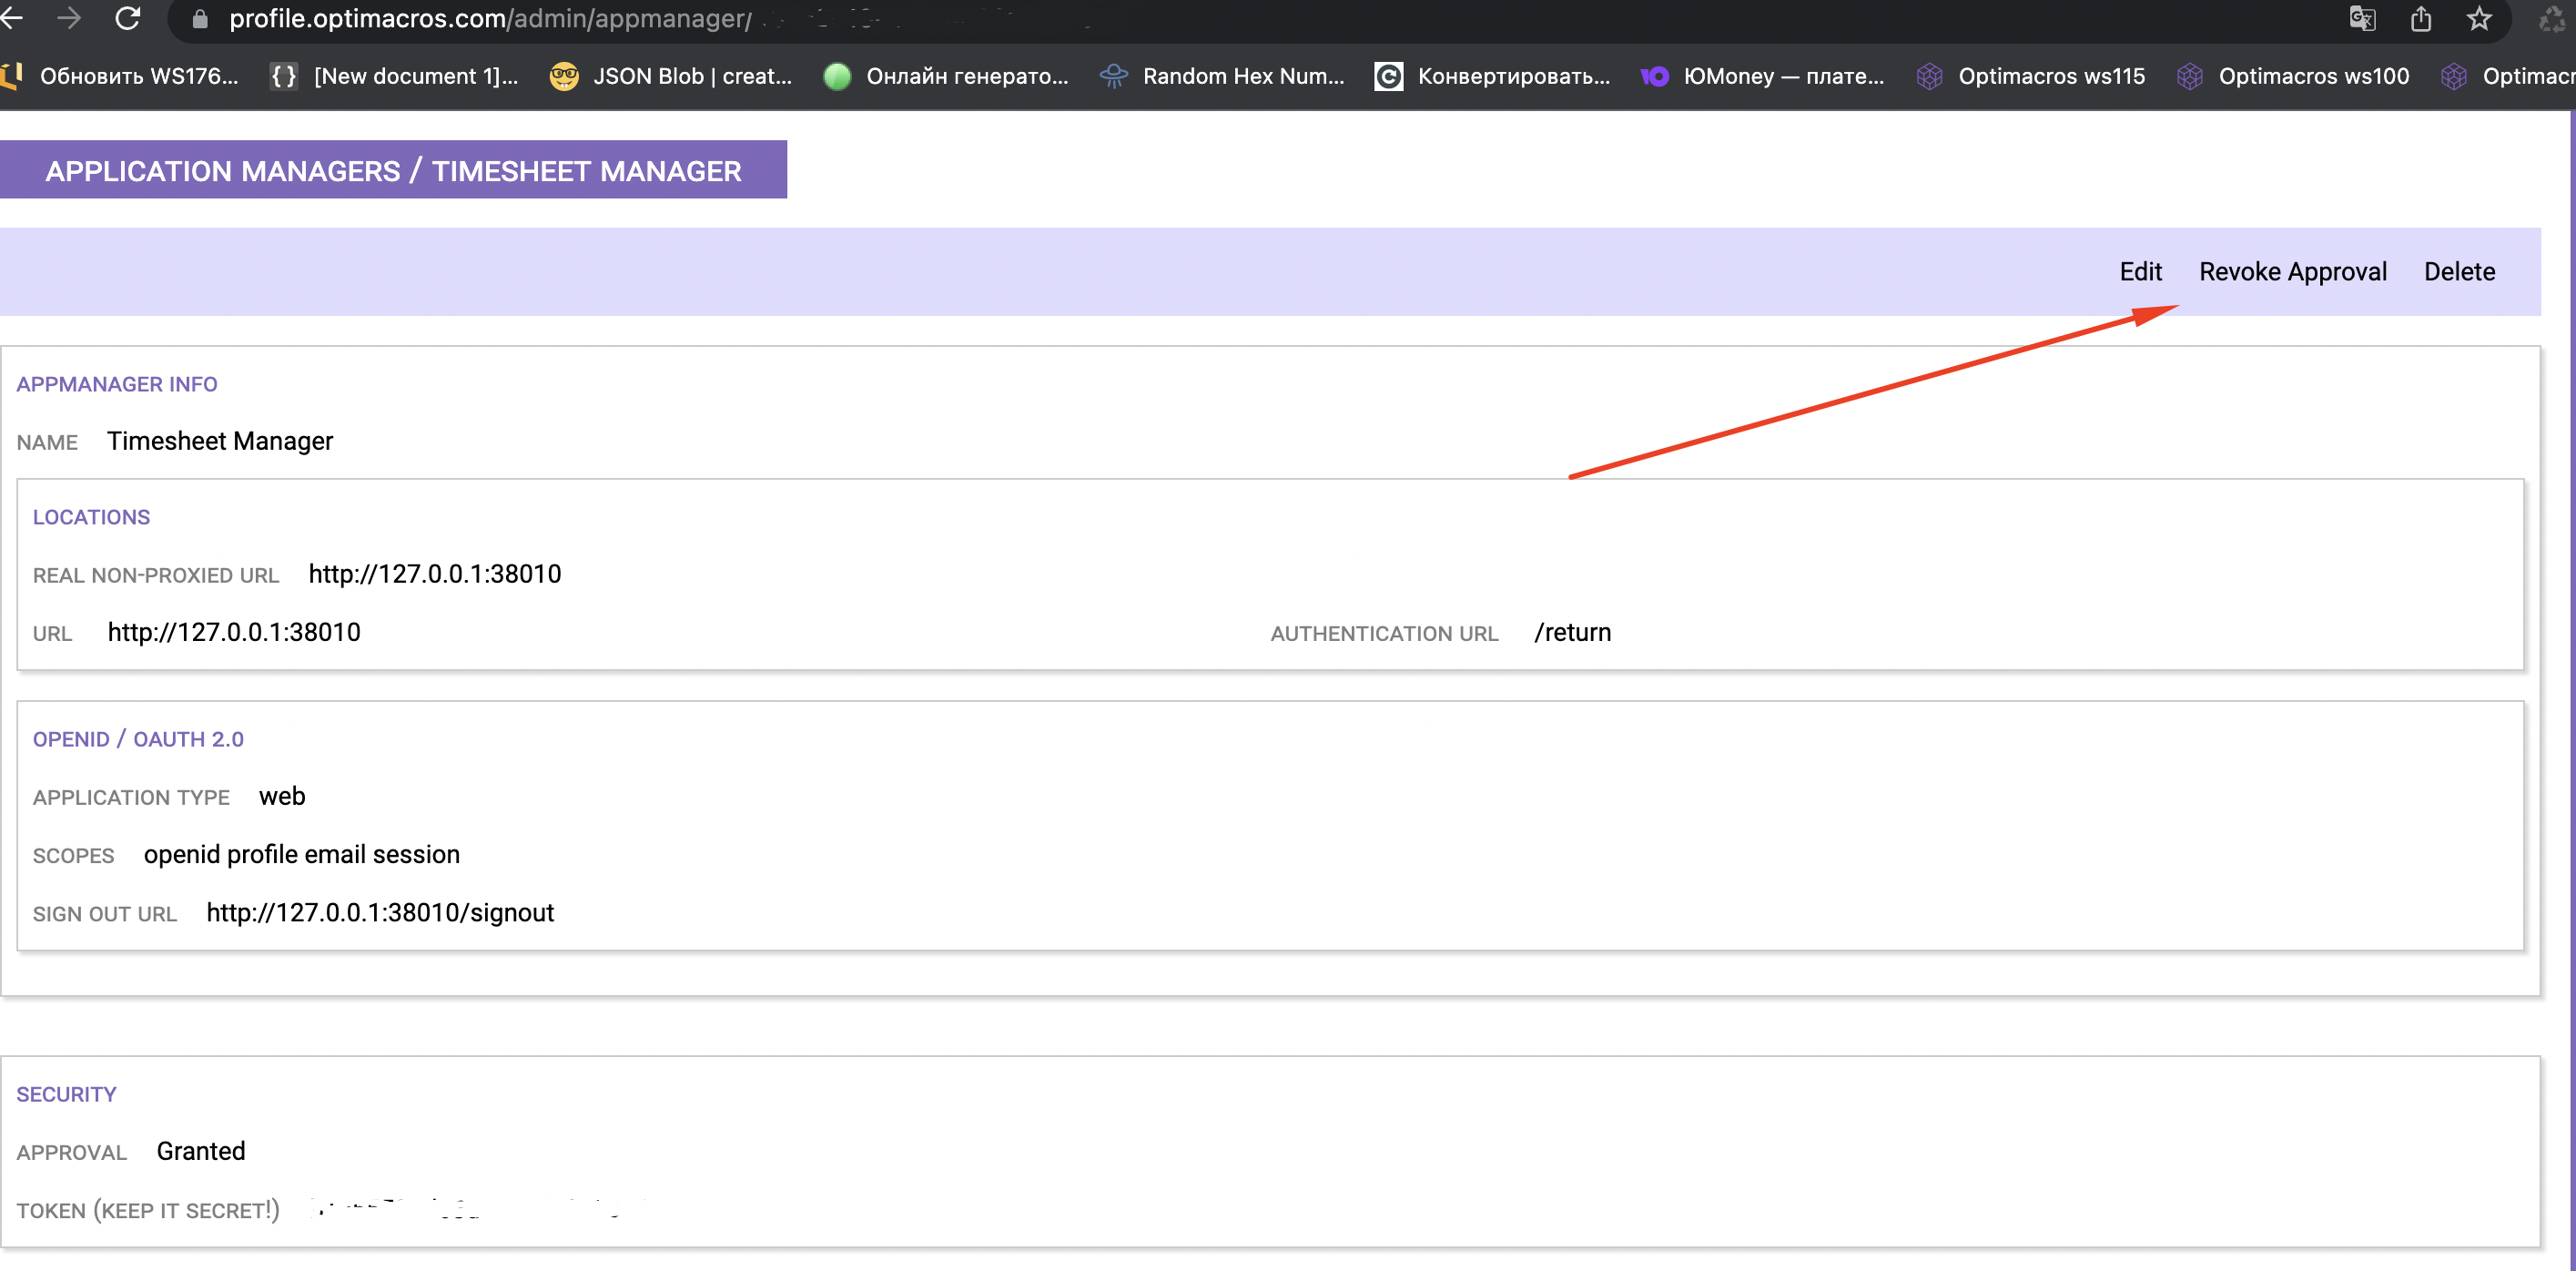 profile.optimacros.com/admin/appmanager/
Обновить WS176... [New document 1]... JSON Blob | creat... Онлайн генерато... Random Hex Num... Конвертировать... ЮMoney — плате... Optimacros ws115 Optimacros ws100 Optimacr
APPLICATION MANAGERS / TIMESHEET MANAGER
Edit Revoke Approval Delete
APPMANAGER INFO
NAME Timesheet Manager
LOCATIONS
REAL NON-PROXIED URL http://127.0.0.1:38010
URL http://127.0.0.1:38010 AUTHENTICATION URL /return
OPENID / OAUTH 2.0
APPLICATION TYPE web
SCOPES openid profile email session
SIGN OUT URL http://127.0.0.1:38010/signout
SECURITY
APPROVAL Granted
TOKEN (KEEP IT SECRET!)